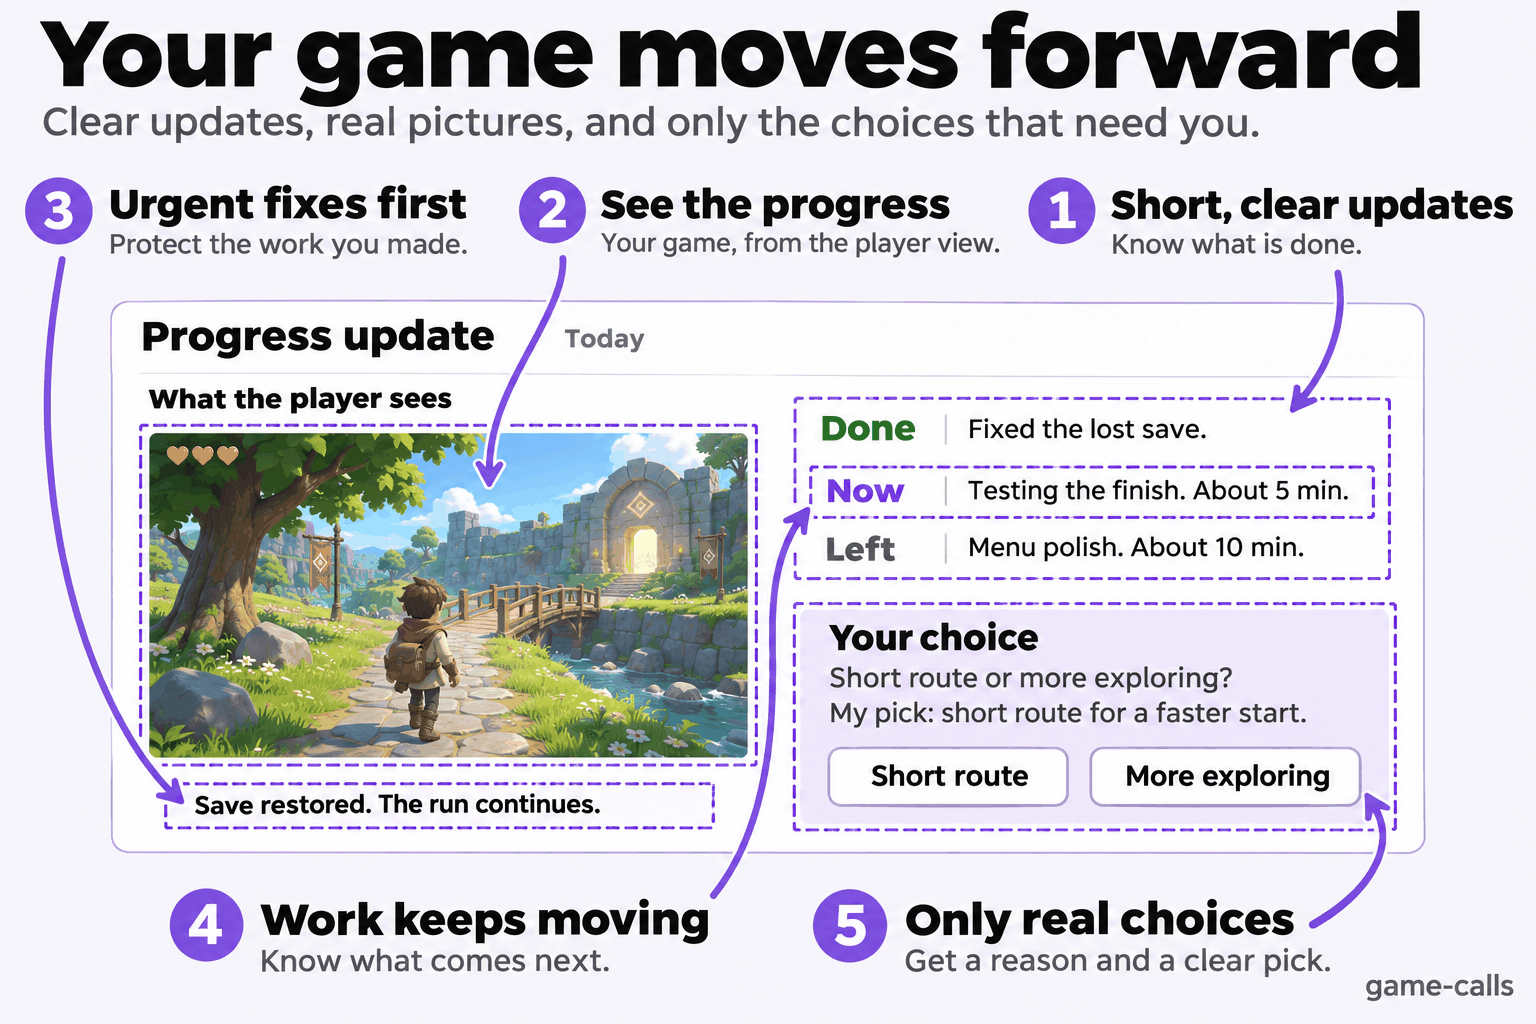 Your game moves forward
Clear updates, real pictures, and only the choices that need you.
3
Urgent fixes first
Protect the work you made.
2
See the progress
Your game, from the player view.
1
Short, clear updates
Know what is done.
Progress update
Today
What the player sees
Save restored. The run continues.
Done
Fixed the lost save.
Now
Testing the finish. About 5 min.
Left
Menu polish. About 10 min.
Your choice
Short route or more exploring?
My pick: short route for a faster start.
Short route
More exploring
4
Work keeps moving
Know what comes next.
5
Only real choices
Get a reason and a clear pick.
game-calls